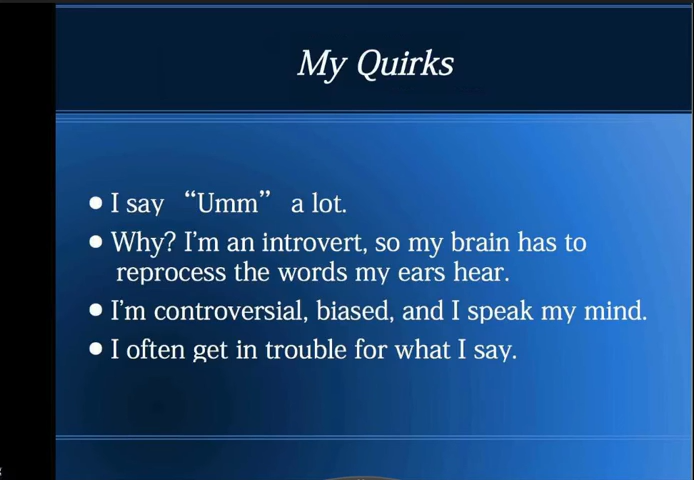 My Quirks
● I say “Umm” a lot.
● Why? I'm an introvert, so my brain has to
reprocess the words my ears hear.
● I'm controversial, biased, and I speak my mind.
● I often get in trouble for what I say.